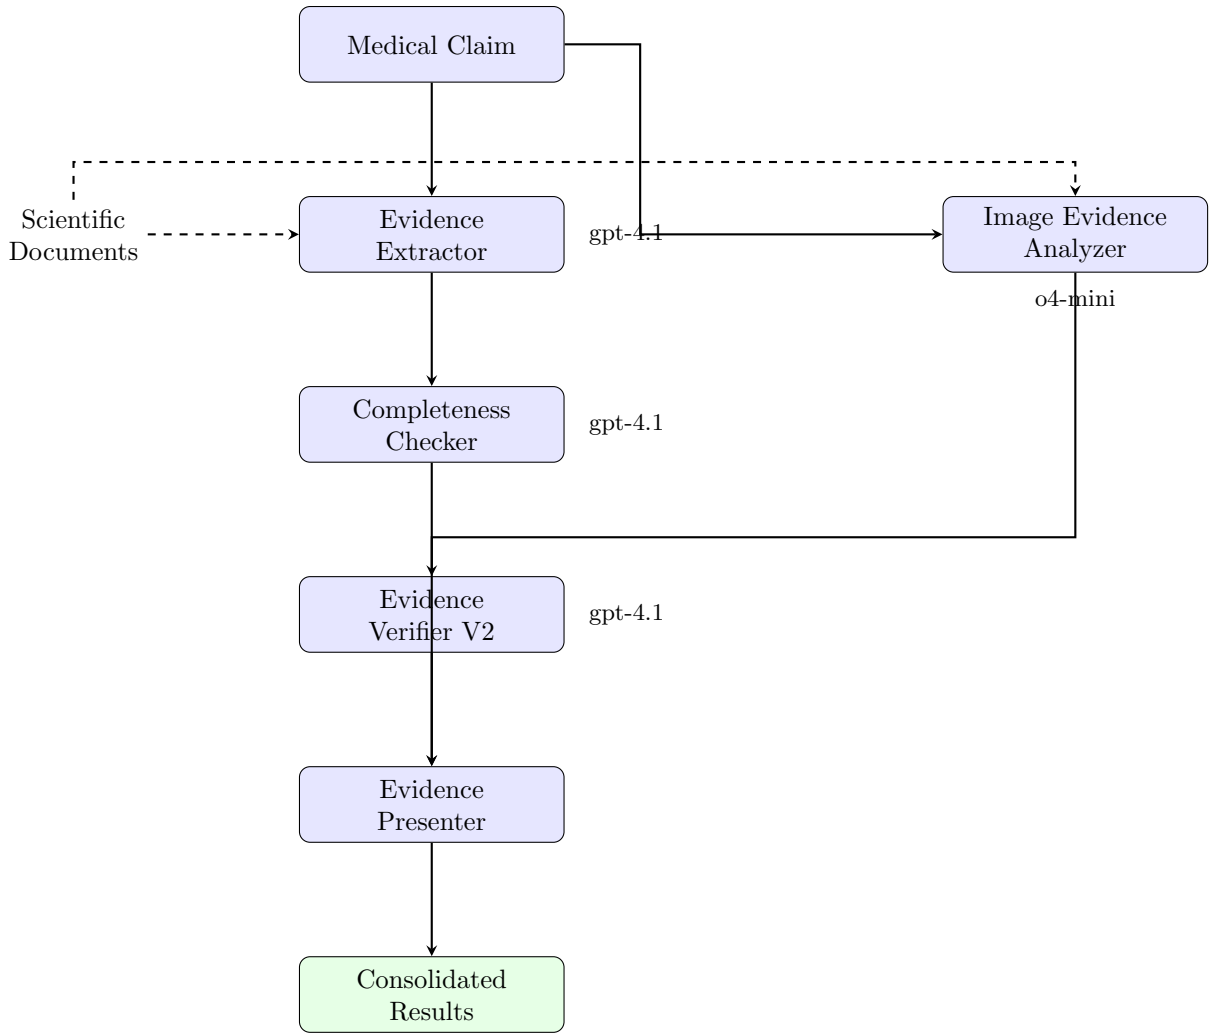 Medical Claim
Scientific
Documents
Evidence
Extractor
gpt-4.1
Image Evidence
Analyzer
o4-mini
Completeness
Checker
gpt-4.1
Evidence
Verifier V2
gpt-4.1
Evidence
Presenter
Consolidated
Results